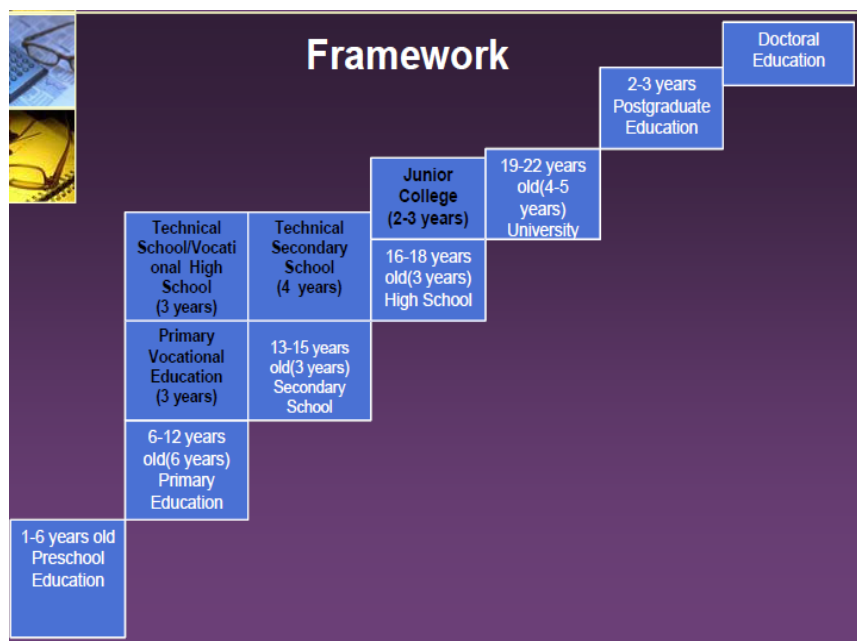 Framework
Doctoral
Education
2-3 years
Postgraduate
Education
Junior
College
(2-3 years)
19-22 years
old(4-5
years)
University
Technical
School/Vocati
onal High
School
(3 years)
Technical
Secondary
School
(4 years)
16-18 years
old(3 years)
High School
Primary
Vocational
Education
(3 years)
13-15 years
old(3 years)
Secondary
School
6-12 years
old(6 years)
Primary
Education
1-6 years old
Preschool
Education